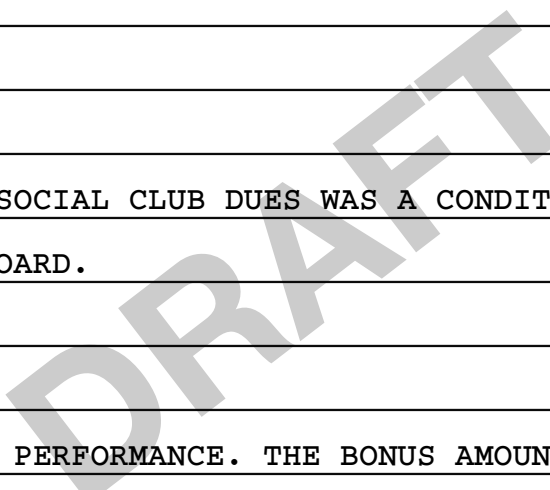 SOCIAL CLUB DUES WAS A CONDIT
OARD.
PERFORMANCE. THE BONUS AMOUN
DRAFT